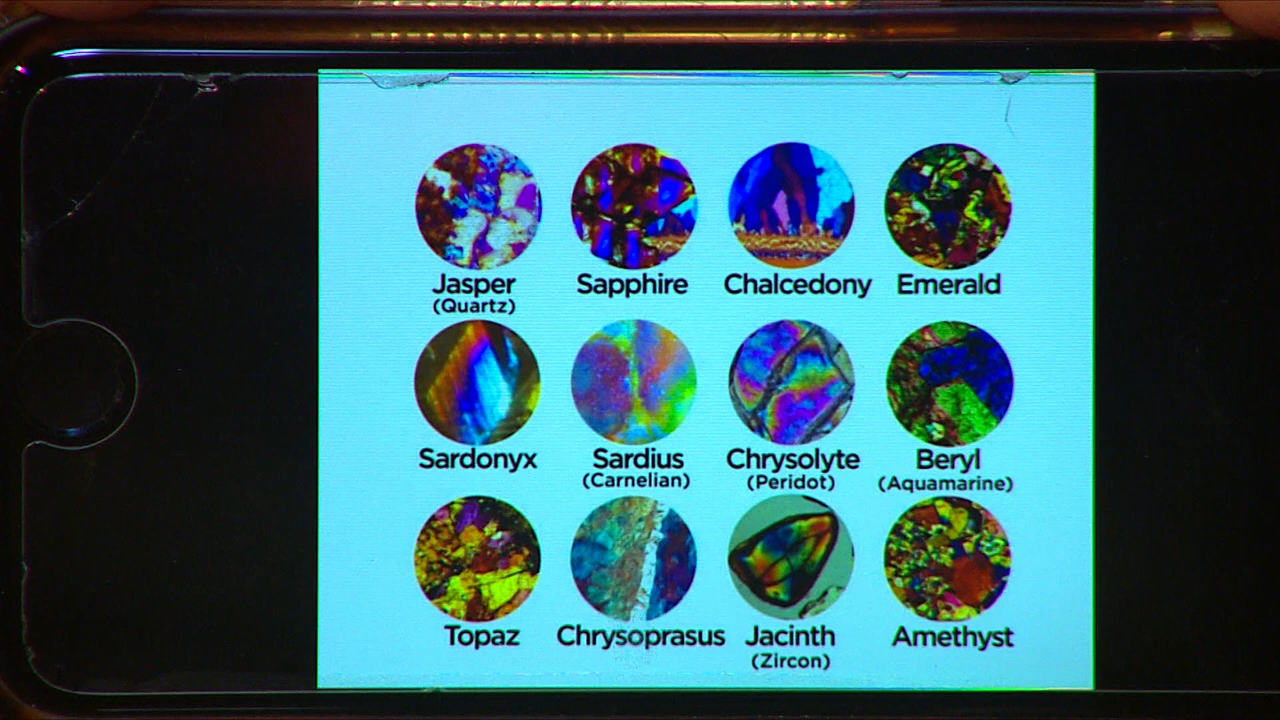 Jasper
(Quartz)
Sapphire
Chalcedony
Emerald
Sardonyx
Sardius
(Carnelian)
Chrysolyte
(Peridot)
Beryl
(Aquamarine)
Topaz
Chrysoprasus
Jacinth
(Zircon)
Amethyst